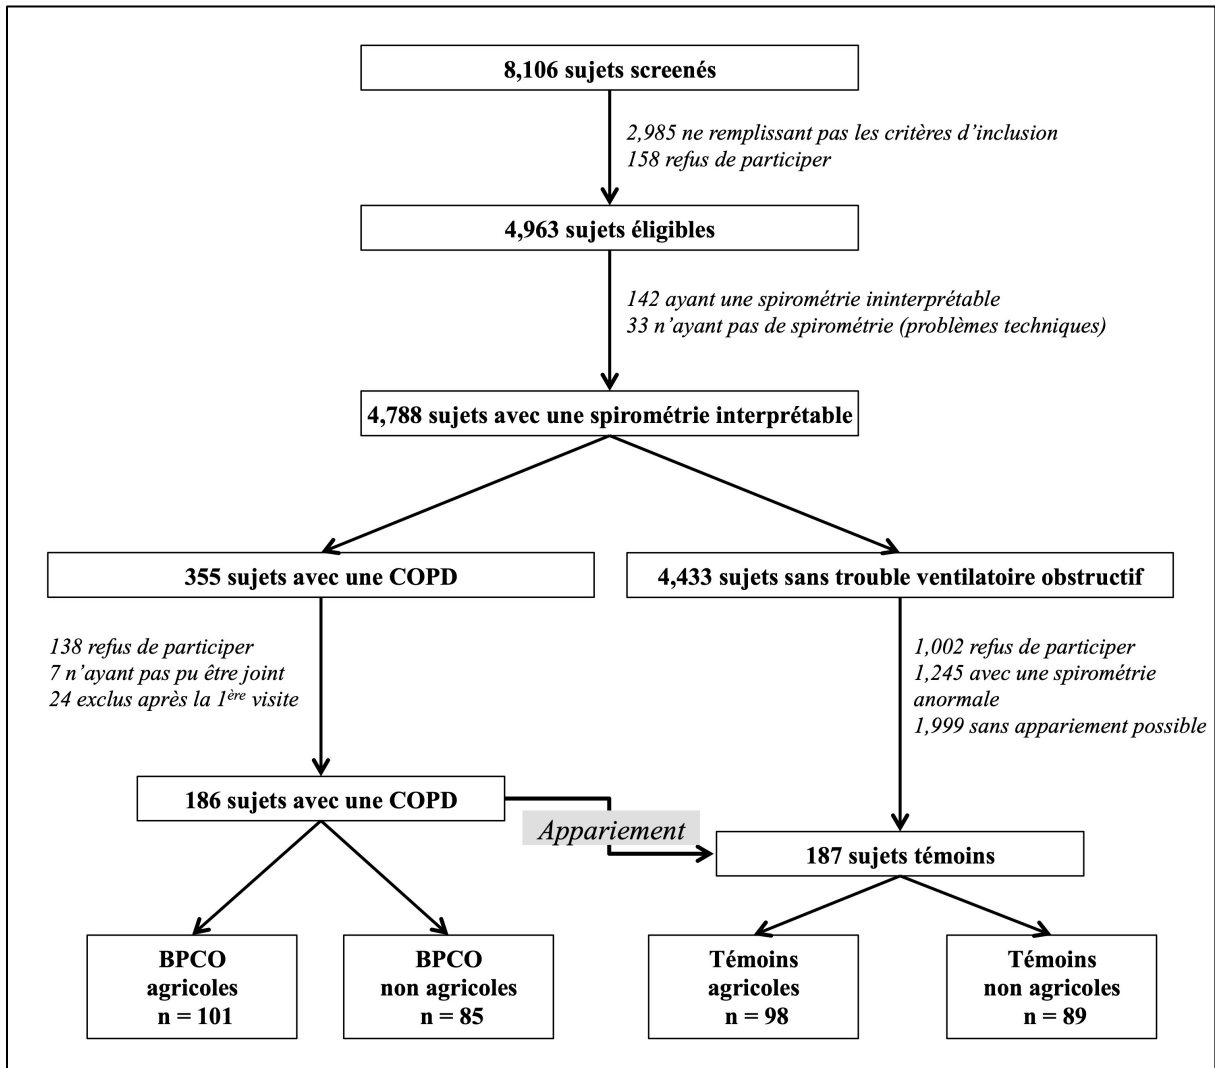 8,106 sujets screenés
2,985 ne remplissant pas les critères d’inclusion
158 refus de participer
4,963 sujets éligibles
142 ayant une spirométrie ininterprétable
33 n’ayant pas de spirométrie (problèmes techniques)
4,788 sujets avec une spirométrie interprétable
355 sujets avec une COPD
4,433 sujets sans trouble ventilatoire obstructif
138 refus de participer
7 n’ayant pas pu être joint
24 exclus après la 1ère visite
1,002 refus de participer
1,245 avec une spirométrie
anormale
1,999 sans appariement possible
186 sujets avec une COPD
Appariement
187 sujets témoins
BPCO
agricoles
n = 101
BPCO
non agricoles
n = 85
Témoins
agricoles
n = 98
Témoins
non agricoles
n = 89